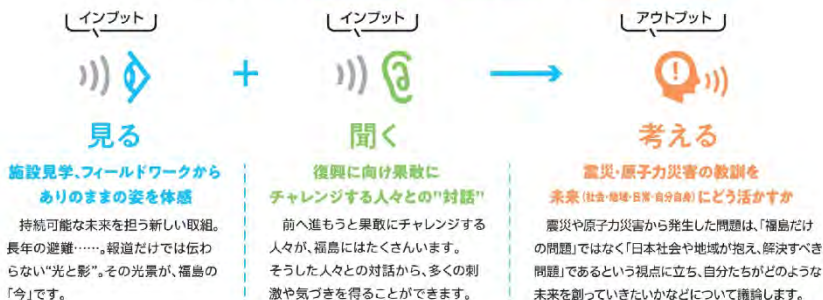 インプット
見る
施設見学、フィールドワークから
ありのままの姿を体感
持続可能な未来を担う新しい取組。
長年の避難……。報道だけでは伝わ
らない“光と影”。その光景が、福島の
「今」です。
インプット
聞く
復興に向け果敢に
チャレンジする人々との"対話"
前へ進もうと果敢にチャレンジする
人々が、福島にはたくさんいます。
そうした人々との対話から、多くの刺
激や気づきを得ることができます。
アウトプット
考える
震災・原子力災害の教訓を
未来(社会・地域・日常・自分自身)にどう活かすか
震災や原子力災害から発生した問題は、「福島だけ
の問題」ではなく「日本社会や地域が抱え、解決すべき
問題」であるという視点に立ち、自分たちがどのような
未来を創っていきたいかなどについて議論します。